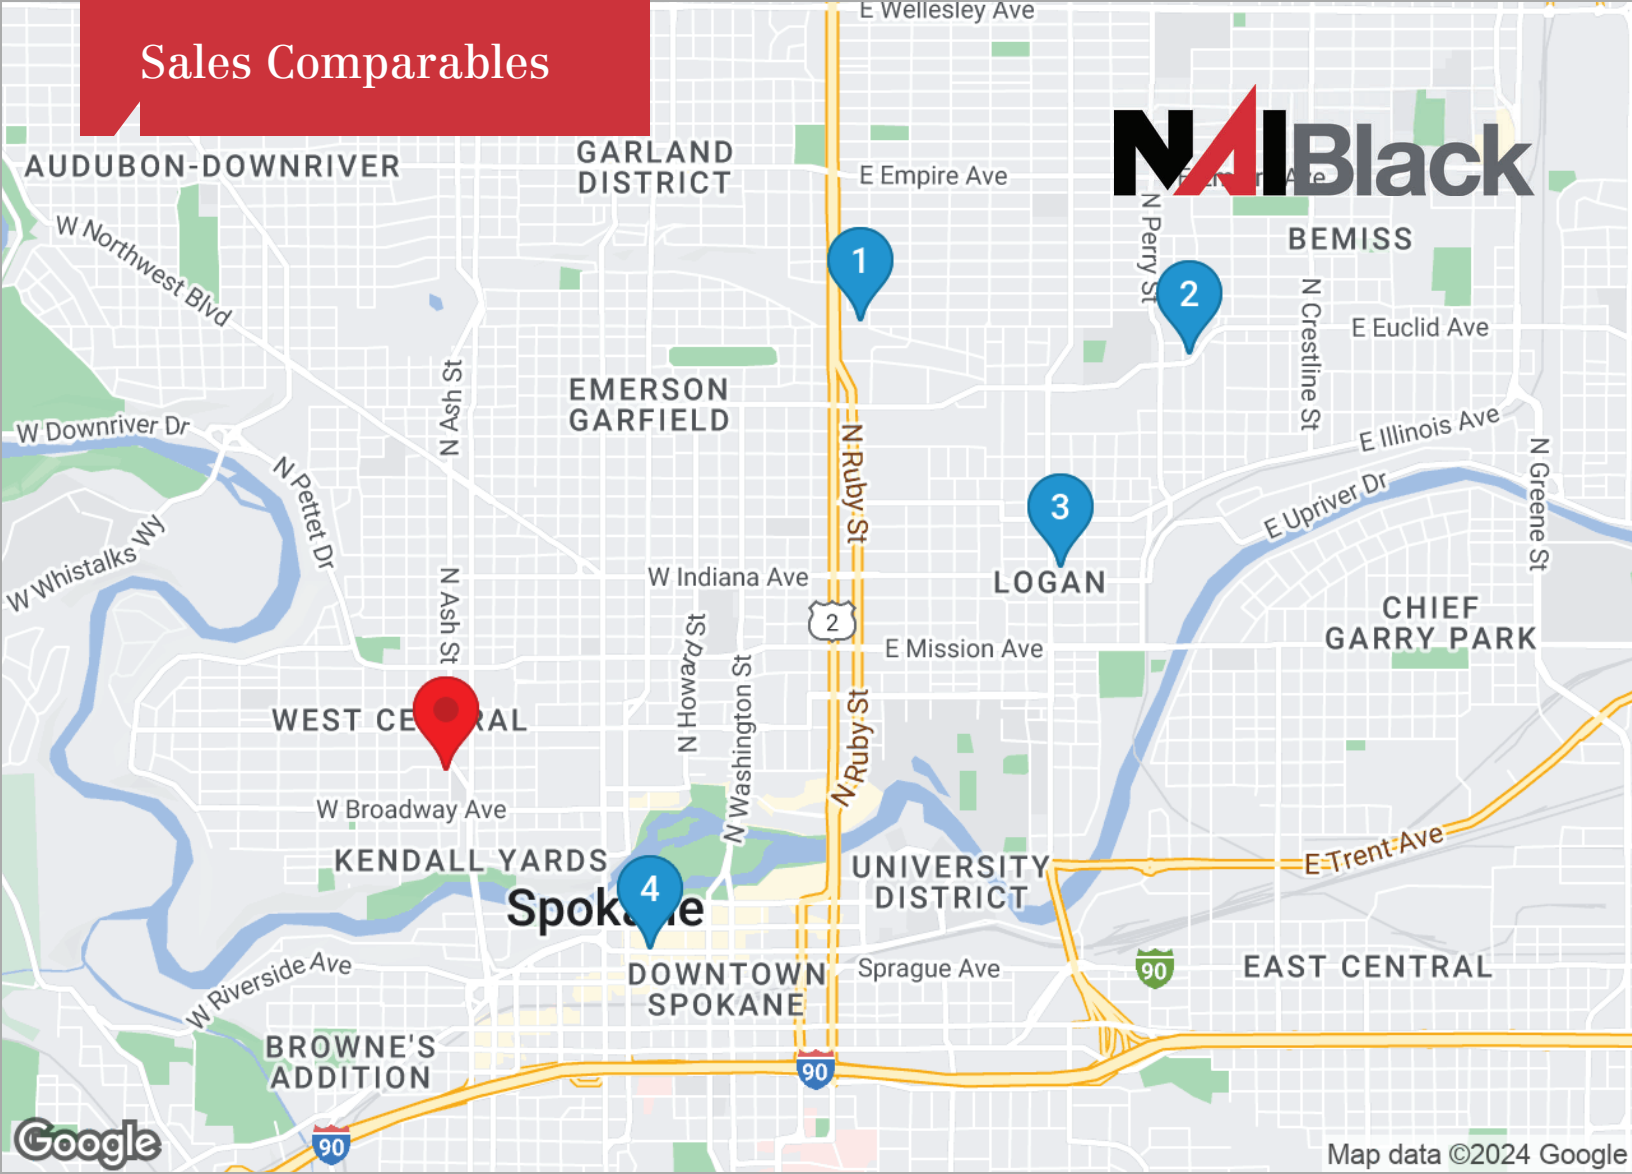 E Wellesley Ave
Sales Comparables
NAIBlack
GARLAND
DISTRICT
AUDUBON-DOWNRIVER
E Empire Ave
N Perry St
W Northwest Blvd
BEMISS
1
2
N Crestline St
E Euclid Ave
N Ash St
EMERSON
GARFIELD
W Downriver Dr
E Illinois Ave
N Ruby St
N Pettet Dr
N Greene St
E Upriver Dr
3
W Whistalks Wy
N Ash St
W Indiana Ave
LOGAN
2
CHIEF
GARRY PARK
N Howard St
E Mission Ave
N Washington St
N Ruby St
WEST CENTRAL
W Broadway Ave
KENDALL YARDS
UNIVERSITY
DISTRICT
E Trent Ave
4
Spokane
W Riverside Ave
DOWNTOWN
SPOKANE
Sprague Ave
90
EAST CENTRAL
BROWNE'S
ADDITION
90
90
Google
Map data ©2024 Google